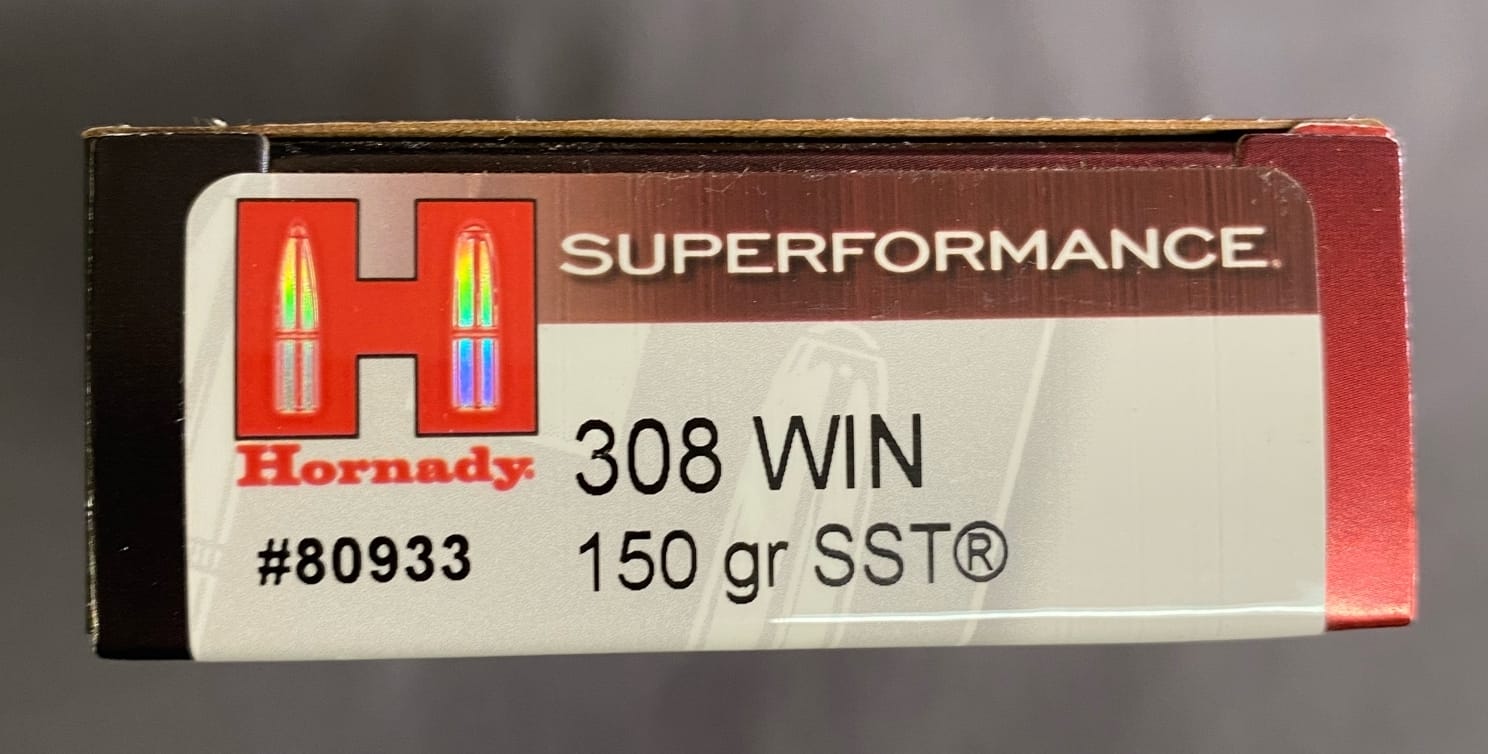 SUPERFORMANCE.
Hornady.
308 WIN
#80933
150 gr SST®